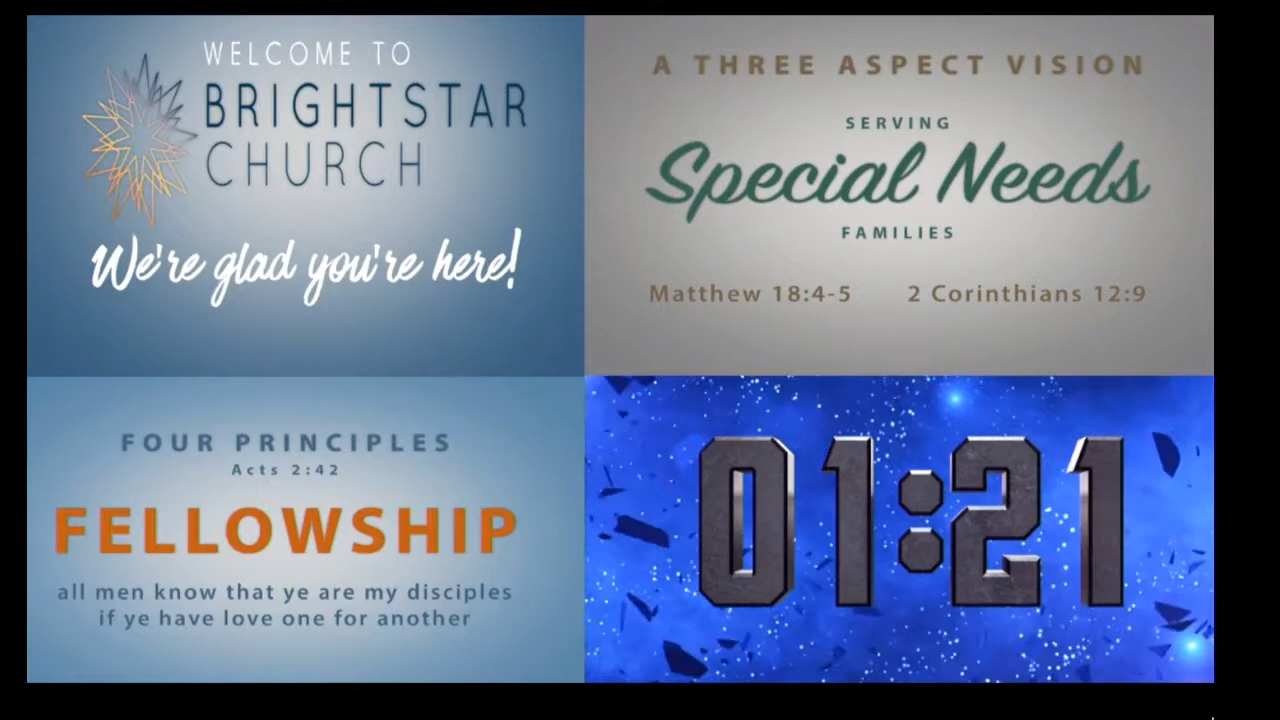 WELCOME TO
BRIGHTSTAR
CHURCH
We're glad you're here!
A THREE ASPECT VISION
SERVING
Special Needs
FAMILIES
Matthew 18:4-5 2 Corinthians 12:9
FOUR PRINCIPLES
Acts 2:42
FELLOWSHIP
all men know that ye are my disciples
if ye have love one for another
01:21